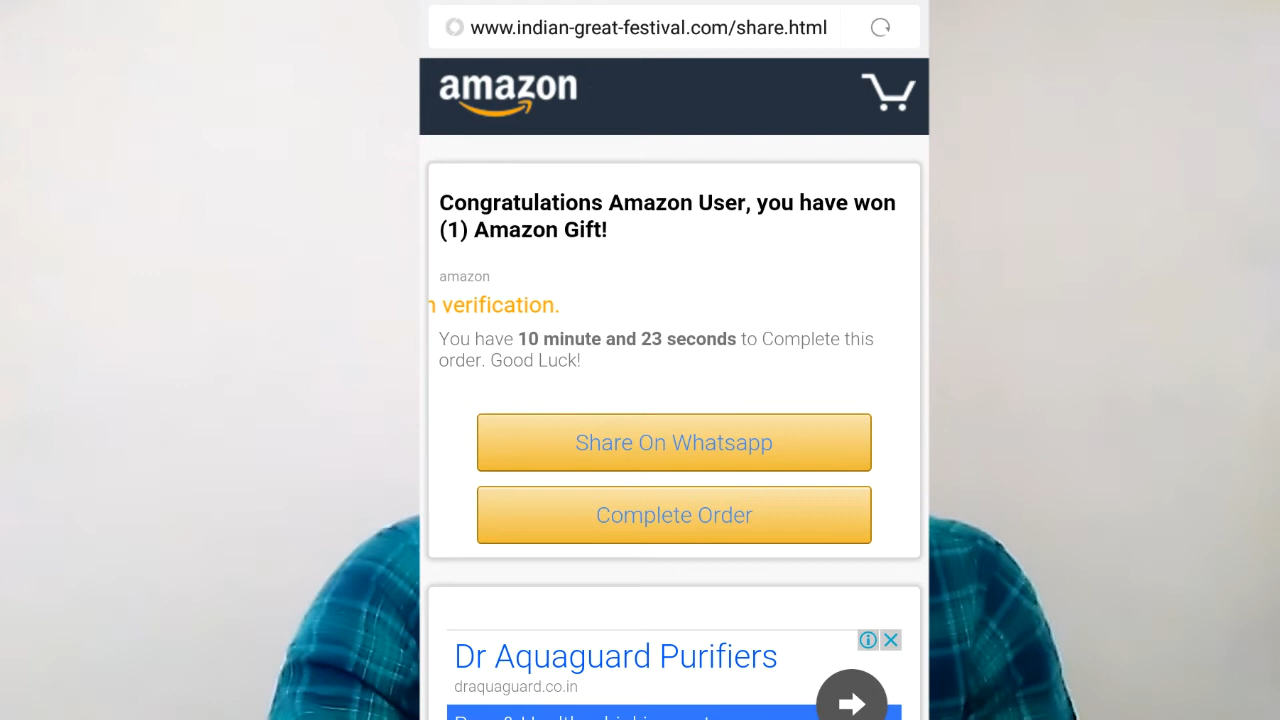 www.indian-great-festival.com/share.html
amazon
Congratulations Amazon User, you have won
(1) Amazon Gift!
amazon
verification.
You have 10 minute and 23 seconds to Complete this
order. Good Luck!
Share On Whatsapp
Complete Order
Dr Aquaguard Purifiers
draquaguard.co.in